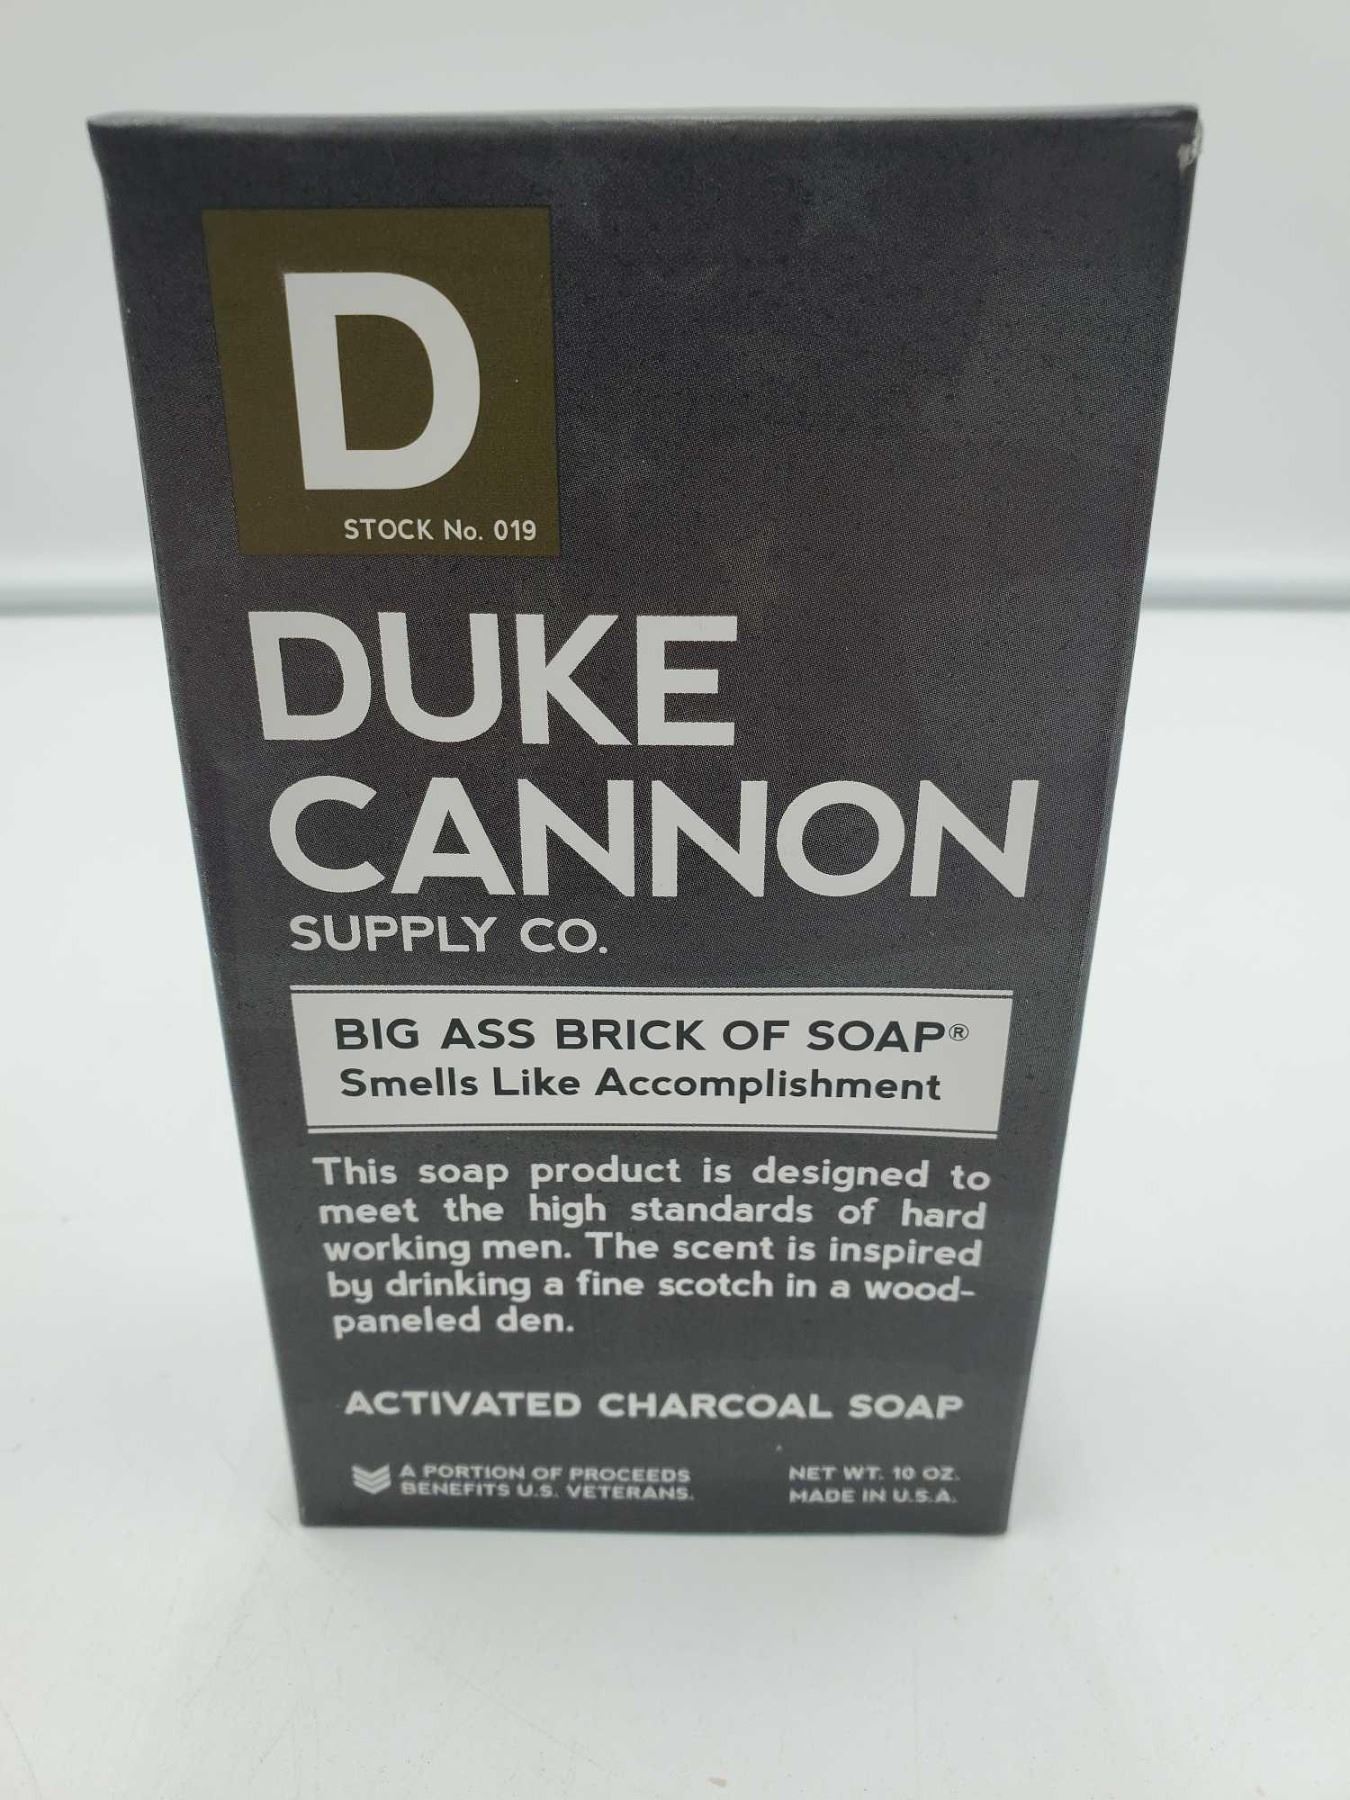 D
STOCK No. 019
DUKE
CANNON
SUPPLY CO.
BIG ASS BRICK OF SOAP®
Smells Like Accomplishment
This soap product is designed to
meet the high standards of hard
working men. The scent is inspired
by drinking a fine scotch in a wood-
paneled den.
ACTIVATED CHARCOAL SOAP
A PORTION OF PROCEEDS
BENEFITS U.S. VETERANS.
NET WT. 10 OZ.
MADE IN U.S.A.